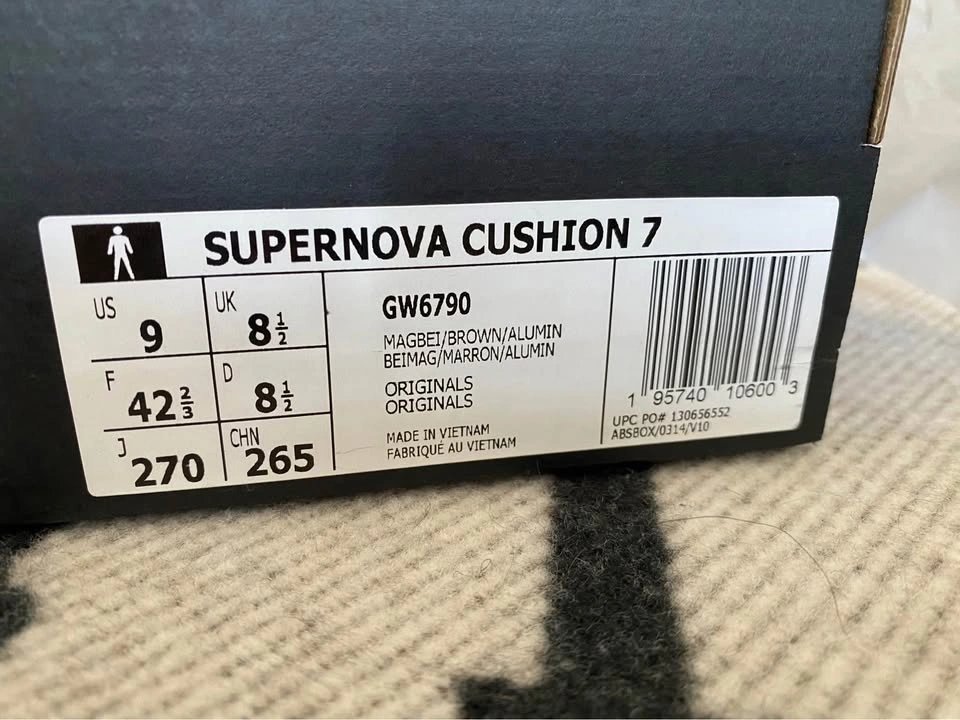 SUPERNOVA CUSHION 7
US 9
UK 8½
F 42⅔
D 8½
J 270
CHN 265
GW6790
MAGBEI/BROWN/ALUMIN
BEIMAG/MARRON/ALUMIN
ORIGINALS
ORIGINALS
MADE IN VIETNAM
FABRIQUÉ AU VIETNAM
1 95740 10600 3
UPC PO# 130656552
ABSBOX/0314/V10